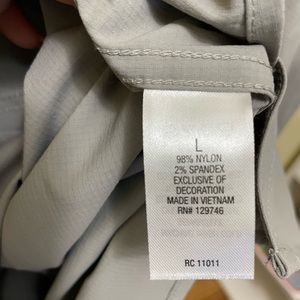 L
98% NYLON
2% SPANDEX
EXCLUSIVE OF
DECORATION
MADE IN VIETNAM
RN# 129746
RC 11011